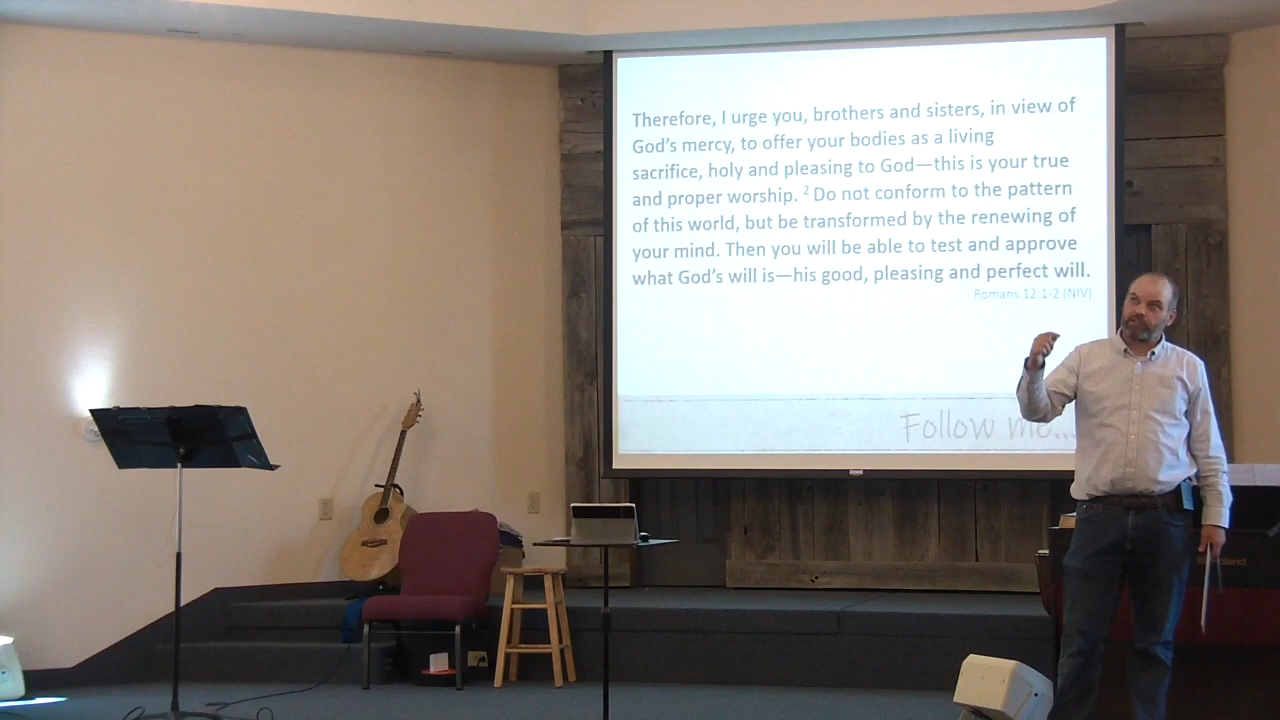 Therefore, I urge you, brothers and sisters, in view of
God's mercy, to offer your bodies as a living
sacrifice, holy and pleasing to God—this is your true
and proper worship. ² Do not conform to the pattern
of this world, but be transformed by the renewing of
your mind. Then you will be able to test and approve
what God's will is—his good, pleasing and perfect will.
Romans 12:1-2 (NIV)
Follow me...
Roland